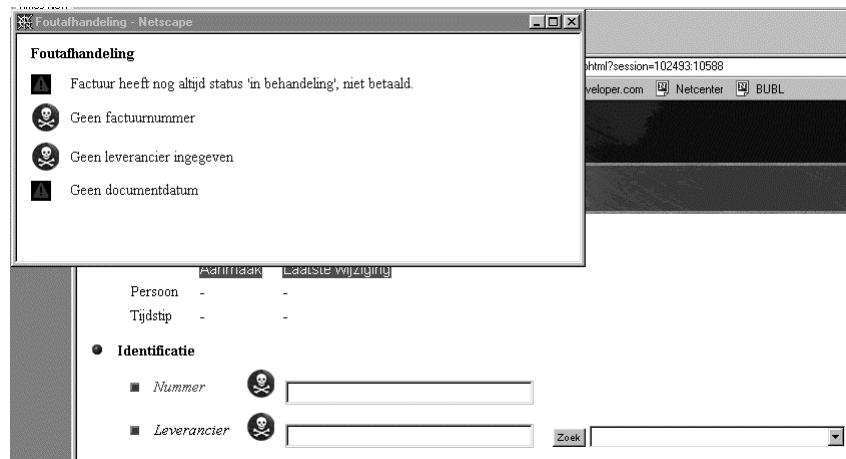 Foutafhandeling - Netscape
Foutafhandeling
Factuur heeft nog altijd status 'in behandeling', niet betaald.
Geen factuurnummer
Geen leverancier ingegeven
Geen documentdatum
phtml?session=102493:10588
veloper.com Netcenter BUBL
Aanmaak Laatste wijziging
Persoon - -
Tijdstip - -
Identificatie
Nummer
Leverancier Zoek